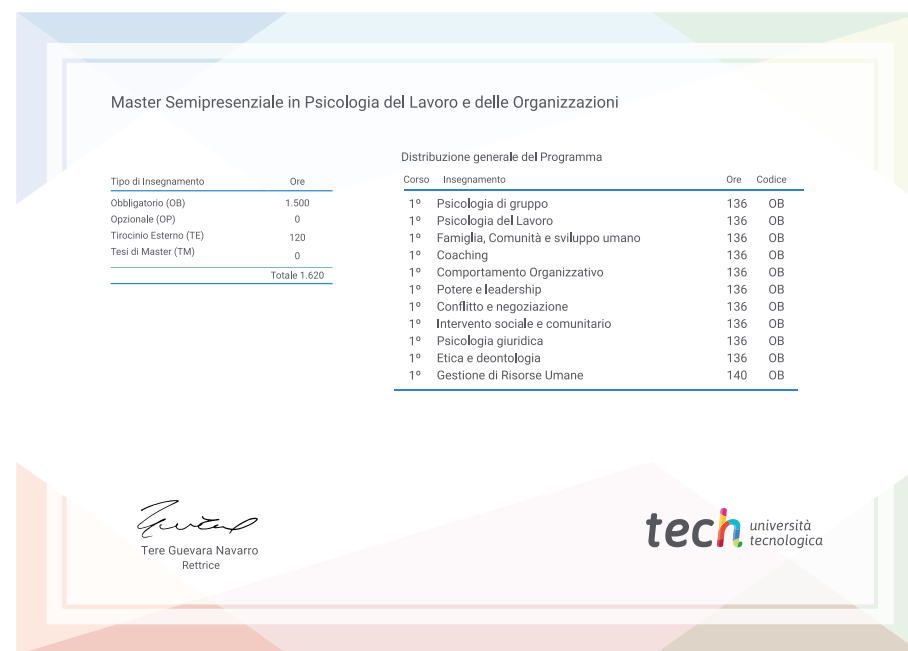 Master Semipresenziale in Psicologia del Lavoro e delle Organizzazioni
Tipo di Insegnamento Ore
Obbligatorio (OB) 1.500
Opzionale (OP) 0
Tirocinio Esterno (TE) 120
Tesi di Master (TM) 0
Totale 1.620
Distribuzione generale del Programma
Corso Insegnamento Ore Codice
1º Psicologia di gruppo 136 OB
1º Psicologia del Lavoro 136 OB
1º Famiglia, Comunità e sviluppo umano 136 OB
1º Coaching 136 OB
1º Comportamento Organizzativo 136 OB
1º Potere e leadership 136 OB
1º Conflitto e negoziazione 136 OB
1º Intervento sociale e comunitario 136 OB
1º Psicologia giuridica 136 OB
1º Etica e deontologia 136 OB
1º Gestione di Risorse Umane 140 OB
Tere Guevara Navarro
Rettrice
tech università
tecnologica